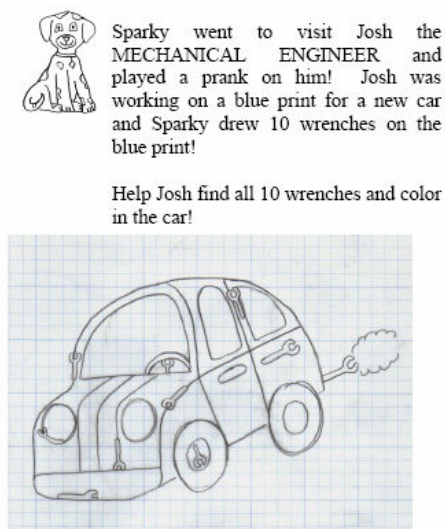 Sparky went to visit Josh the
MECHANICAL ENGINEER and
played a prank on him! Josh was
working on a blue print for a new car
and Sparky drew 10 wrenches on the
blue print!
Help Josh find all 10 wrenches and color
in the car!